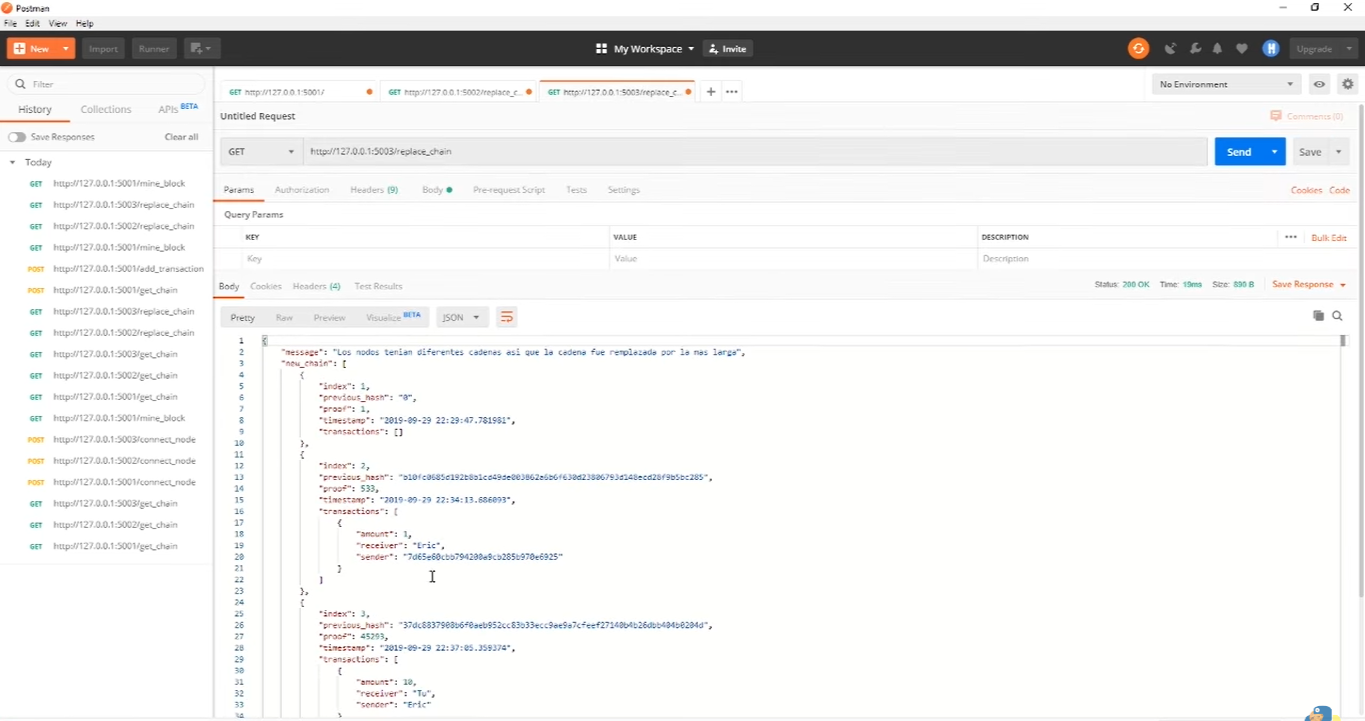 Postman
File Edit View Help
New Import Runner My Workspace Invite Upgrade
Filter
History Collections APIs BETA
Save Responses Clear all
Today
GET http://127.0.0.1:5001/mine_block
GET http://127.0.0.1:5003/replace_chain
GET http://127.0.0.1:5002/replace_chain
GET http://127.0.0.1:5001/mine_block
POST http://127.0.0.1:5001/add_transaction
POST http://127.0.0.1:5001/get_chain
GET http://127.0.0.1:5003/replace_chain
GET http://127.0.0.1:5002/replace_chain
GET http://127.0.0.1:5003/get_chain
GET http://127.0.0.1:5002/get_chain
GET http://127.0.0.1:5001/get_chain
GET http://127.0.0.1:5001/mine_block
POST http://127.0.0.1:5003/connect_node
POST http://127.0.0.1:5002/connect_node
POST http://127.0.0.1:5001/connect_node
GET http://127.0.0.1:5003/get_chain
GET http://127.0.0.1:5002/get_chain
GET http://127.0.0.1:5001/get_chain
GET http://127.0.0.1:5001/ GET http://127.0.0.1:5002/replace_c... GET http://127.0.0.1:5003/replace_c... + ••• No Environment
Untitled Request Comments (0)
GET http://127.0.0.1:5003/replace_chain Send Save
Params Authorization Headers (9) Body Pre-request Script Tests Settings Cookies Code
Query Params
KEY VALUE DESCRIPTION ••• Bulk Edit
Key Value Description
Body Cookies Headers (4) Test Results Status: 200 OK Time: 19ms Size: 890 B Save Response
Pretty Raw Preview Visualize BETA JSON
1 {
2 "message": "Los nodos tenian diferentes cadenas asi que la cadena fue remplazada por la mas larga",
3 "new_chain": [
4 {
5 "index": 1,
6 "previous_hash": "0",
7 "proof": 1,
8 "timestamp": "2019-09-29 22:29:47.781981",
9 "transactions": []
10 },
11 {
12 "index": 2,
13 "previous_hash":
14 "proof": 533,
15 "timestamp": "2019-09-29 22:34:13.686093",
16 "transactions": [
17 {
18 "amount": 1,
19 "receiver": "Eric",
20 "sender": "7d65e60cbb794200a9cb285b970e6925"
21 }
22 ]
23 },
24 {
25 "index": 3,
26 "previous_hash":
27 "proof": 45293,
28 "timestamp": "2019-09-29 22:37:05.359374",
29 "transactions": [
30 {
31 "amount": 10,
32 "receiver": "Tu",
33 "sender": "Eric"
34 }